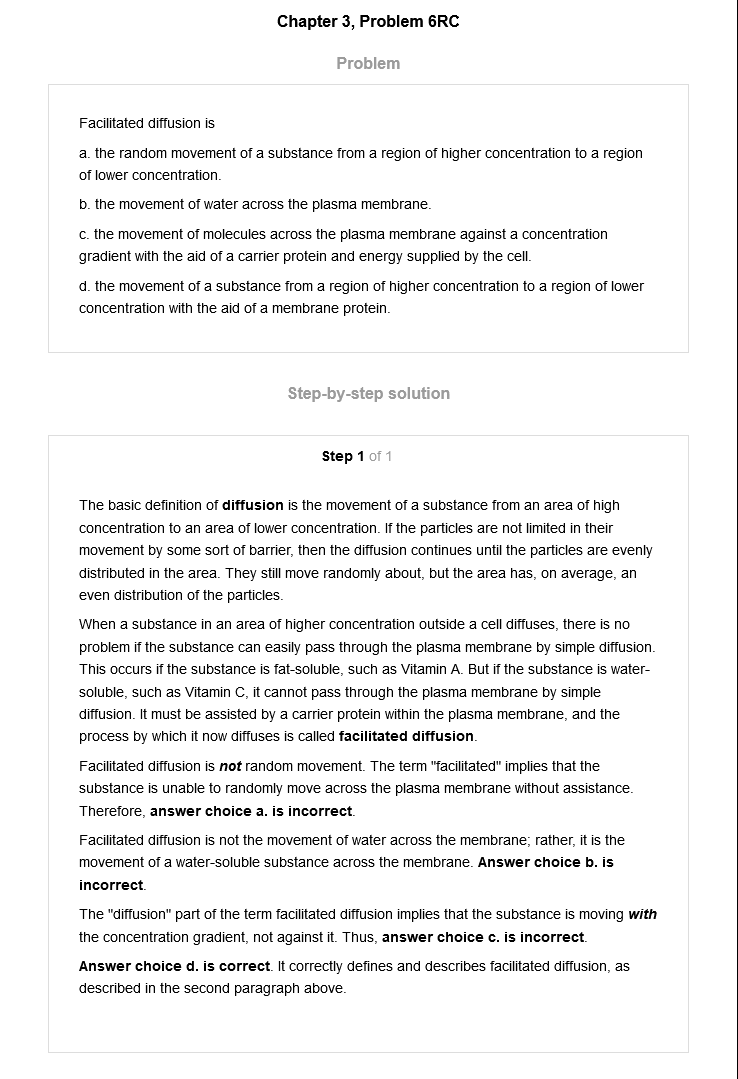 Chapter 3, Problem 6RC
Problem
Facilitated diffusion is
a. the random movement of a substance from a region of higher concentration to a region
of lower concentration.
b. the movement of water across the plasma membrane.
c. the movement of molecules across the plasma membrane against a concentration
gradient with the aid of a carrier protein and energy supplied by the cell.
d. the movement of a substance from a region of higher concentration to a region of lower
concentration with the aid of a membrane protein.
Step-by-step solution
Step 1 of 1
The basic definition of diffusion is the movement of a substance from an area of high
concentration to an area of lower concentration. If the particles are not limited in their
movement by some sort of barrier, then the diffusion continues until the particles are evenly
distributed in the area. They still move randomly about, but the area has, on average, an
even distribution of the particles.
When a substance in an area of higher concentration outside a cell diffuses, there is no
problem if the substance can easily pass through the plasma membrane by simple diffusion.
This occurs if the substance is fat-soluble, such as Vitamin A. But if the substance is water-
soluble, such as Vitamin C, it cannot pass through the plasma membrane by simple
diffusion. It must be assisted by a carrier protein within the plasma membrane, and the
process by which it now diffuses is called facilitated diffusion.
Facilitated diffusion is not random movement. The term "facilitated" implies that the
substance is unable to randomly move across the plasma membrane without assistance.
Therefore, answer choice a. is incorrect.
Facilitated diffusion is not the movement of water across the membrane; rather, it is the
movement of a water-soluble substance across the membrane. Answer choice b. is
incorrect.
The "diffusion" part of the term facilitated diffusion implies that the substance is moving with
the concentration gradient, not against it. Thus, answer choice c. is incorrect.
Answer choice d. is correct. It correctly defines and describes facilitated diffusion, as
described in the second paragraph above.